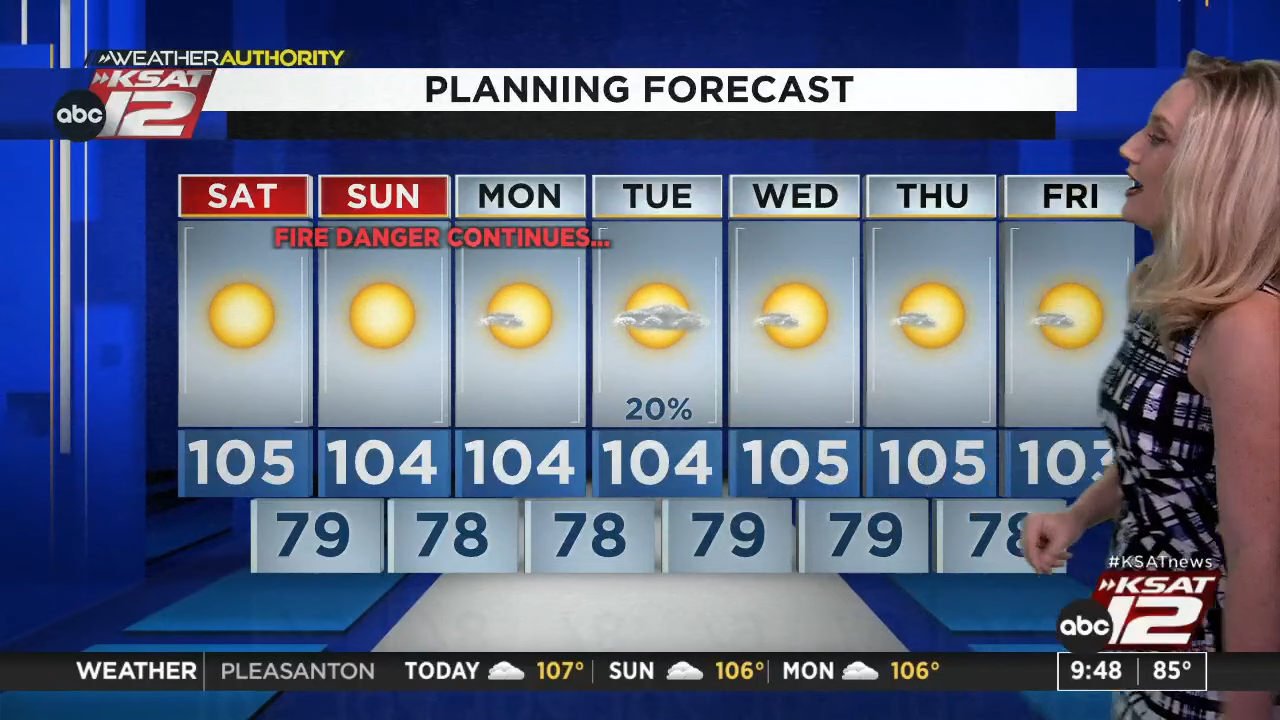 WEATHERAUTHORITY
KSAT
abc 12
PLANNING FORECAST
SAT SUN MON TUE WED THU FRI
FIRE DANGER CONTINUES...
20%
105 104 104 104 105 105 103
79 78 78 79 79 78
#KSATnews
KSAT
abc 12
WEATHER PLEASANTON TODAY 107° SUN 106° MON 106° 9:48 85°